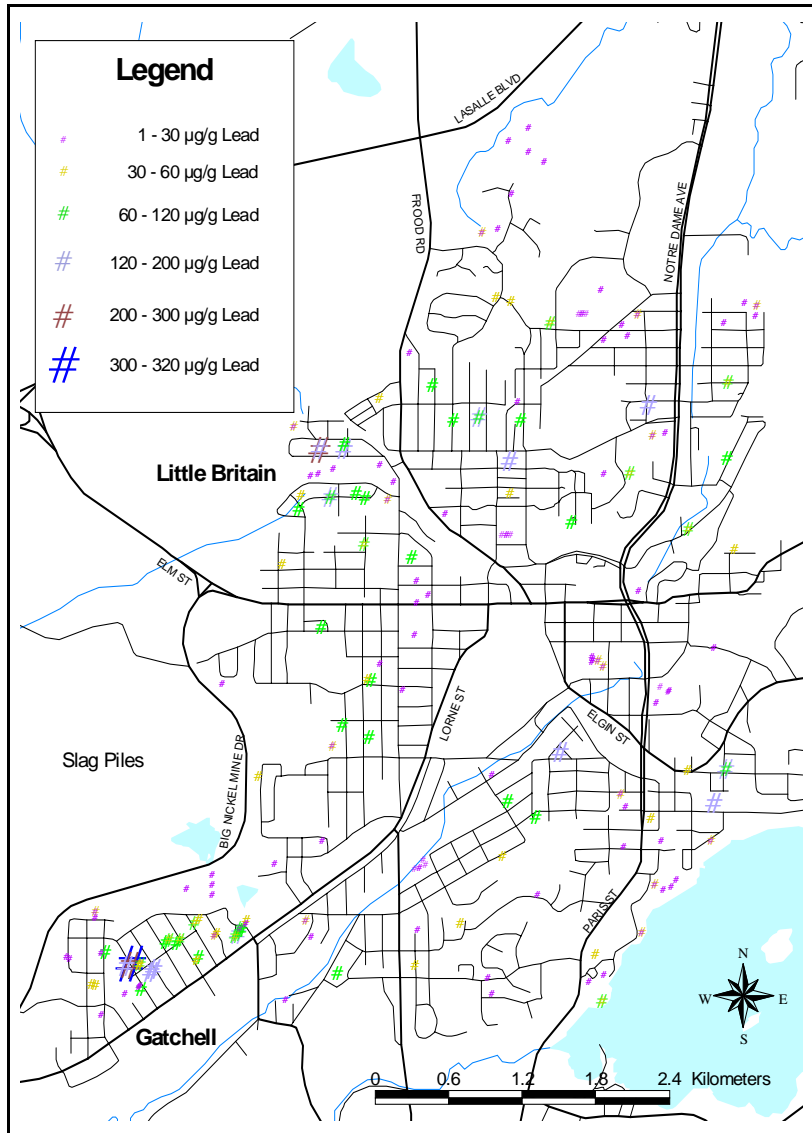 Legend
# 1 - 30 µg/g Lead
# 30 - 60 µg/g Lead
# 60 - 120 µg/g Lead
# 120 - 200 µg/g Lead
# 200 - 300 µg/g Lead
# 300 - 320 µg/g Lead
LASALLE BLVD
FROOD RD
NOTRE DAME AVE
Little Britain
ELM ST
LORNE ST
ELGIN ST
Slag Piles
BIG NICKEL MINE DR
PARIS ST
N
W E
S
Gatchell
0 0.6 1.2 1.8 2.4 Kilometers